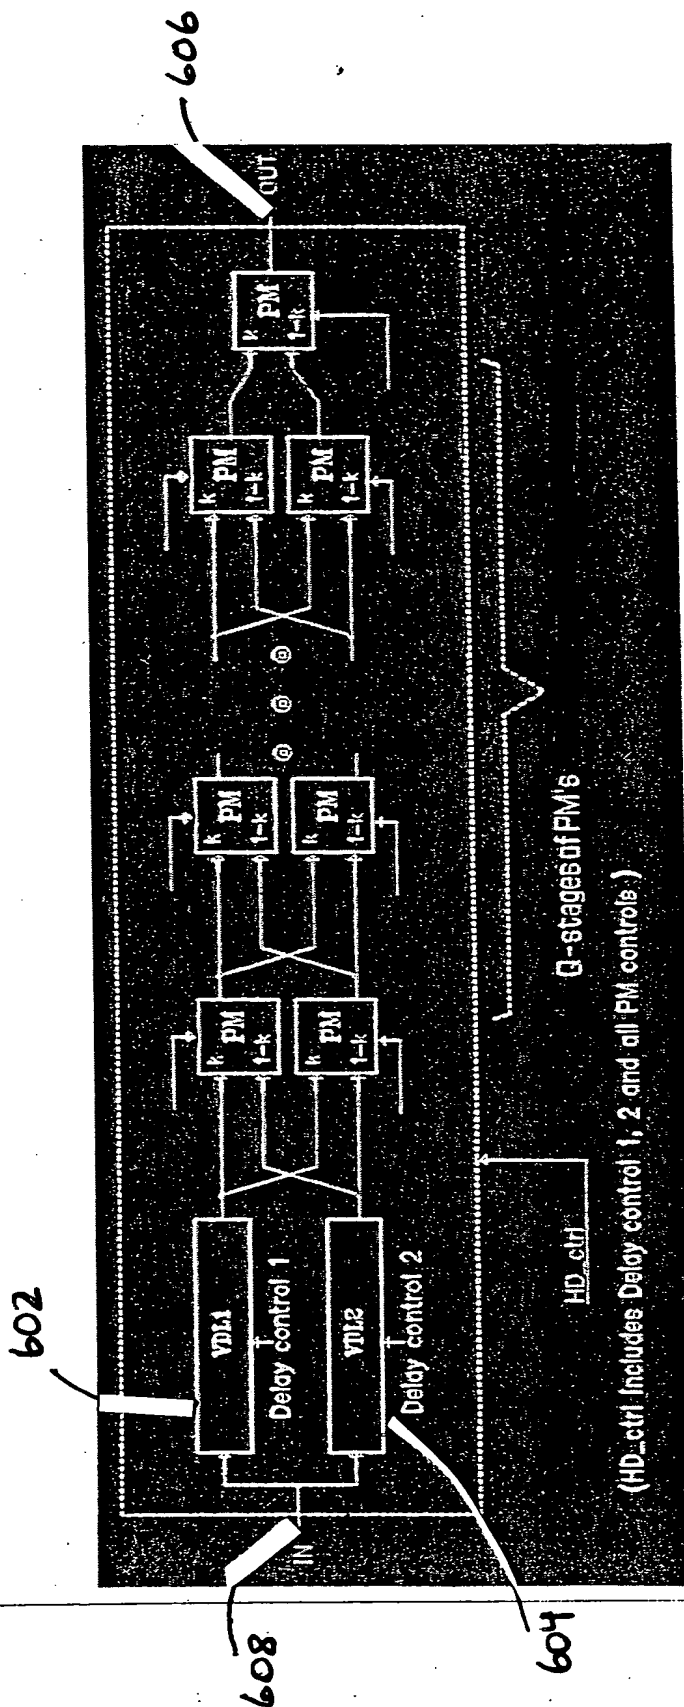 602
606
608
604
IN
VDL1
Delay control 1
VDL2
Delay control 2
k
PM
1-k
k
PM
1-k
k
PM
1-k
k
PM
1-k
@ @ @
k
PM
1-k
k
PM
1-k
k
PM
1-k
OUT
HD_ctrl
Q-stages of PM's
(HD_ctrl includes Delay control 1, 2 and all PM controls)